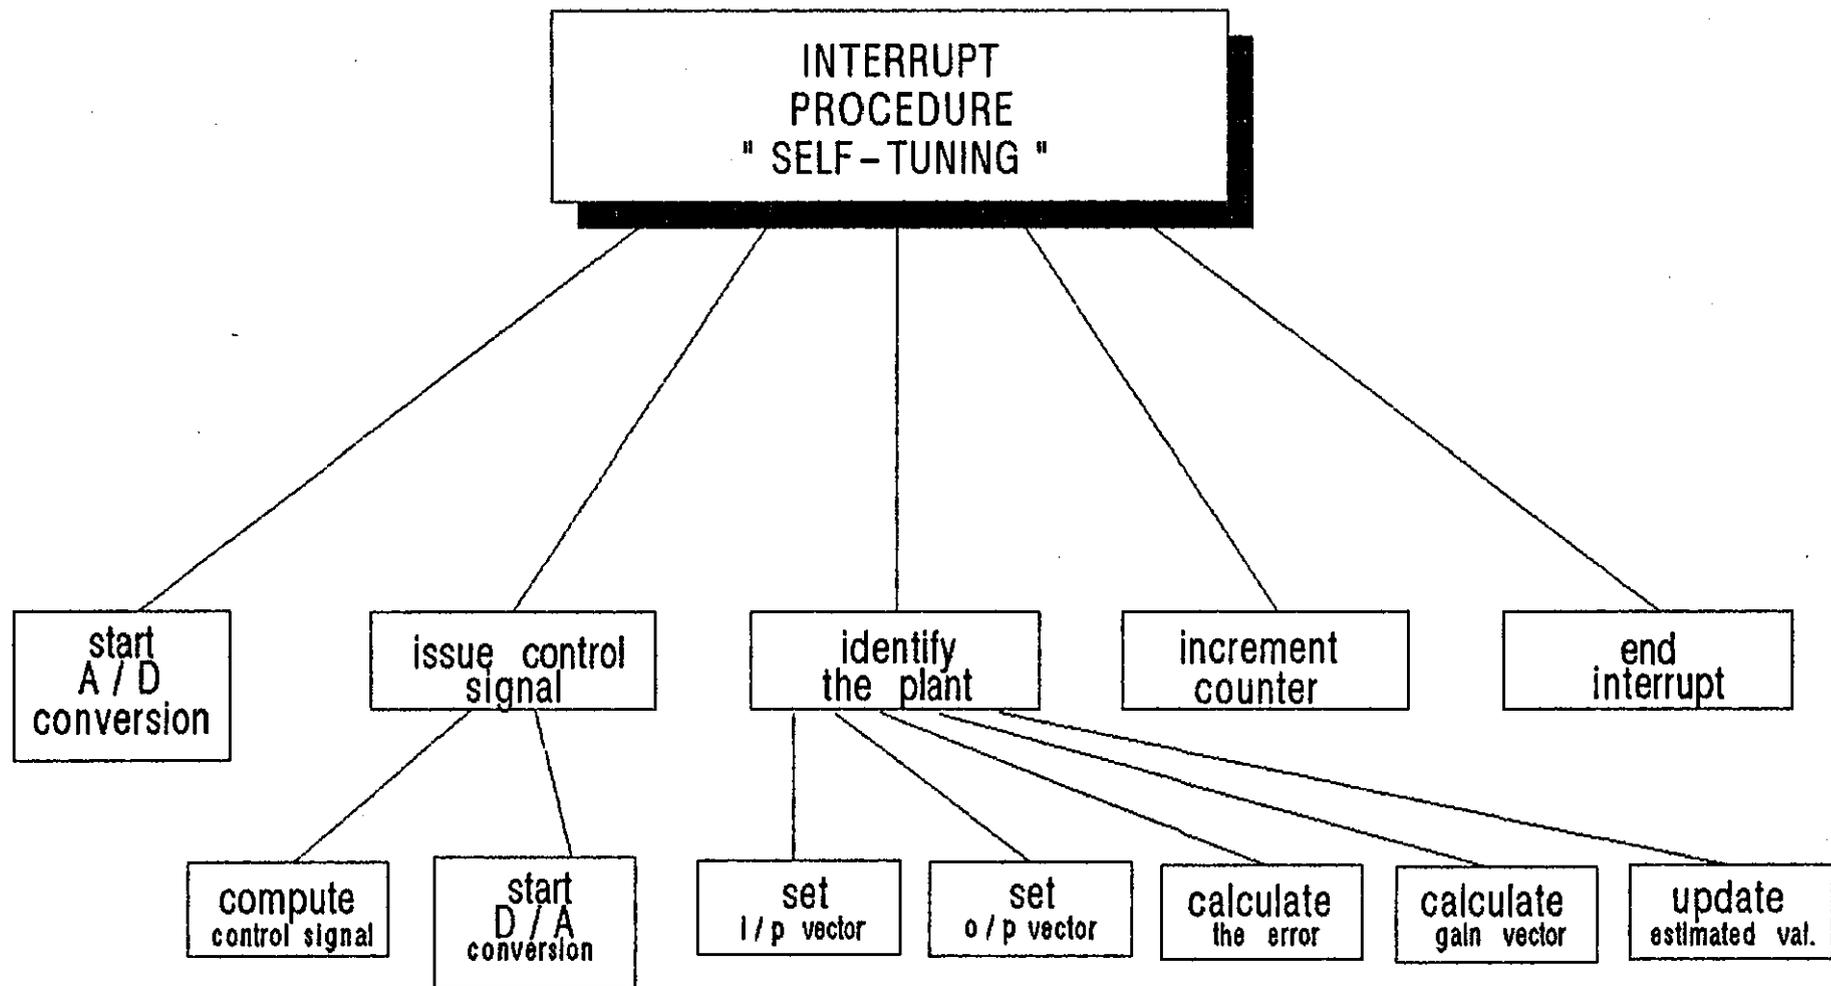 INTERRUPT
PROCEDURE
" SELF-TUNING "
start
A / D
conversion
issue control
signal
identify
the plant
increment
counter
end
interrupt
compute
control signal
start
D / A
conversion
set
i / p vector
set
o / p vector
calculate
the error
calculate
gain vector
update
estimated val.